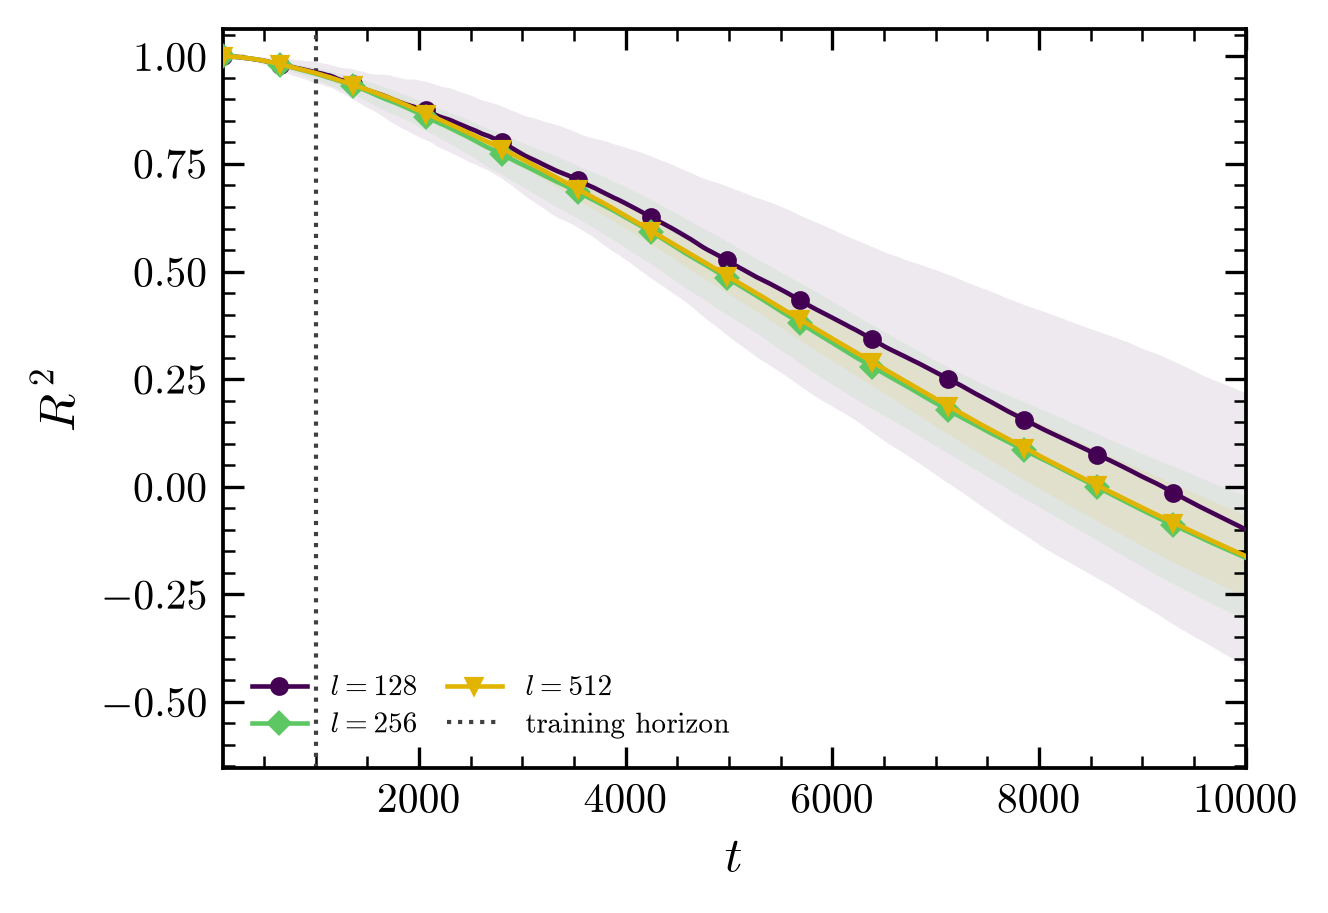 1.00
0.75
0.50
0.25
0.00
−0.25
−0.50
R²
l = 128
l = 256
l = 512
training horizon
2000 4000 6000 8000 10000
t